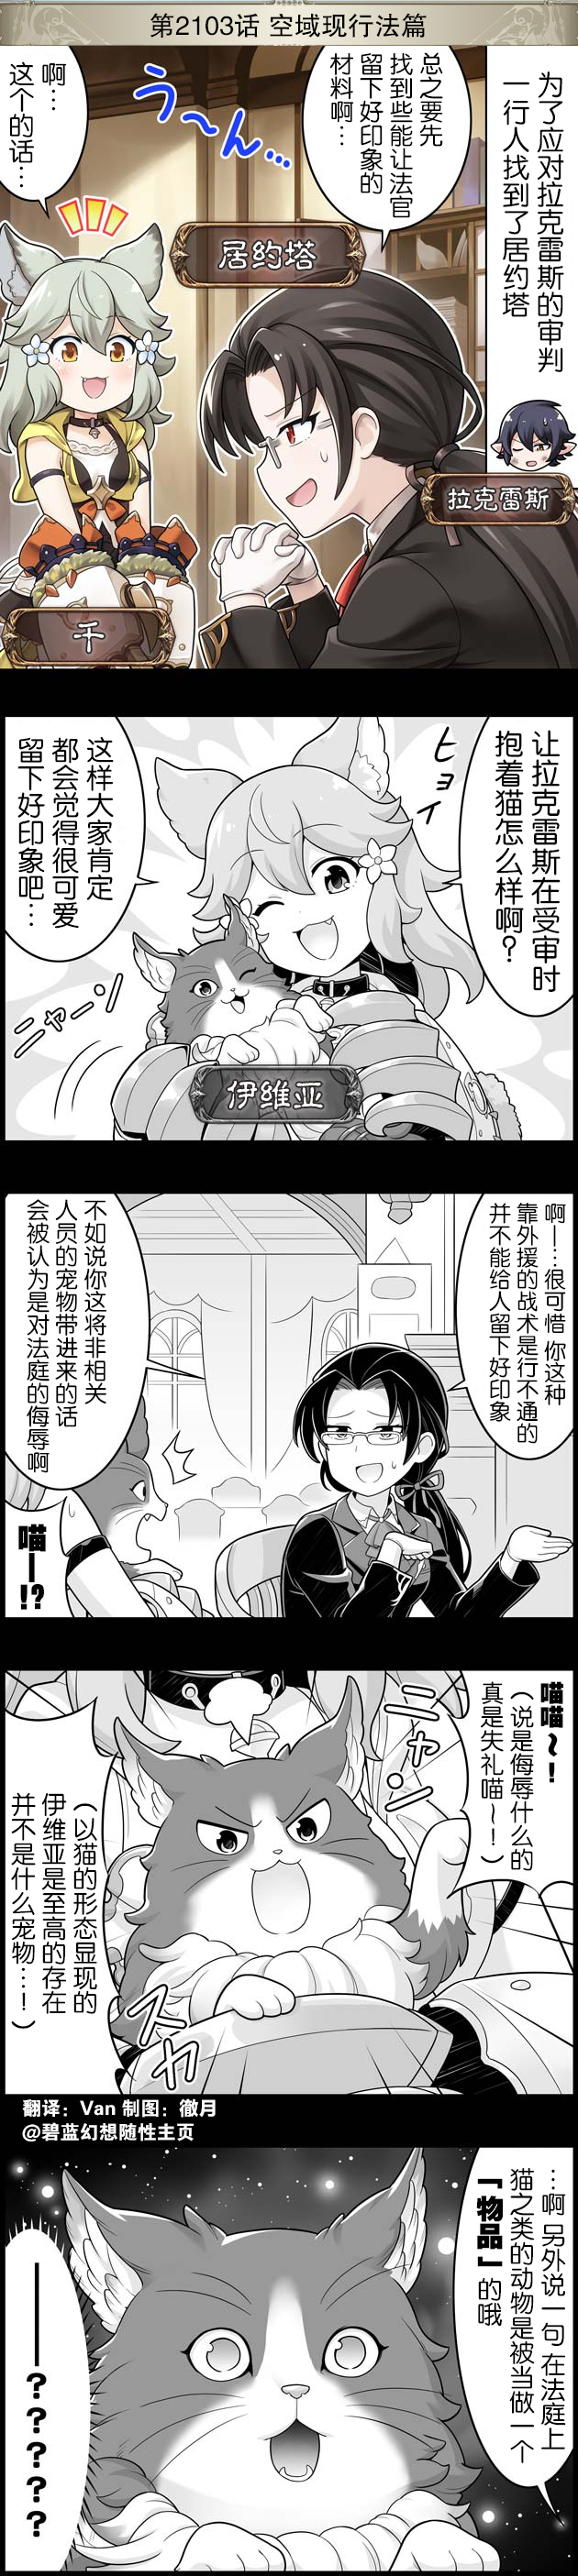 第2103话 空域现行法篇
为了应对拉克雷斯的审判
一行人找到了居约塔
拉克雷斯
总之要先
找到些能让法官
留下好印象的
材料啊…
う～ん…
居约塔
啊…
这个的话…
千
让拉克雷斯在受审时
抱着猫怎么样啊？
ヒョイ
这样大家肯定
都会觉得很可爱
留下好印象吧…
ニャーン
伊维亚
啊ー…很可惜 你这种
靠外援的战术是行不通的
并不能给人留下好印象
不如说你这将非相关
人员的宠物带进来的话
会被认为是对法庭的侮辱啊
喵ー!?
喵喵～！
（说是侮辱什么的
真是失礼喵～！）
ニャン
（以猫的形态显现的
伊维亚是至高的存在
并不是什么宠物…！）
ヌカ
翻译：Van 制图：徹月
@碧蓝幻想随性主页
…啊 另外说一句 在法庭上
猫之类的动物是被当做一个
「物品」的哦
———？？？？？